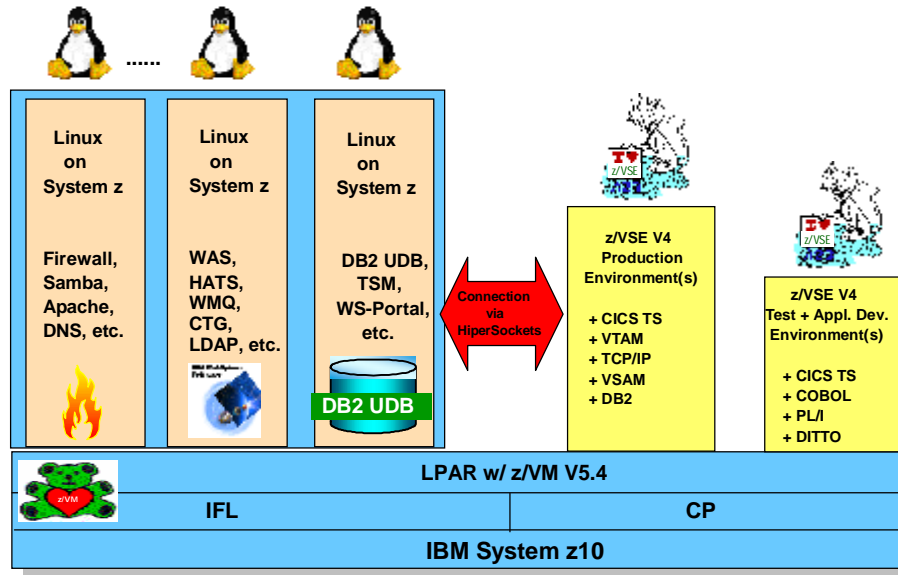 ......
Linux
on
System z
Firewall,
Samba,
Apache,
DNS, etc.
Linux
on
System z
WAS,
HATS,
WMQ,
CTG,
LDAP, etc.
Linux
on
System z
DB2 UDB,
TSM,
WS-Portal,
etc.
DB2 UDB
Connection
via
HiperSockets
I ♥
z/VSE
z/VSE V4
Production
Environment(s)
+ CICS TS
+ VTAM
+ TCP/IP
+ VSAM
+ DB2
I ♥
z/VSE
z/VSE V4
Test + Appl. Dev.
Environment(s)
+ CICS TS
+ COBOL
+ PL/I
+ DITTO
z/VM
LPAR w/ z/VM V5.4
IFL
CP
IBM System z10